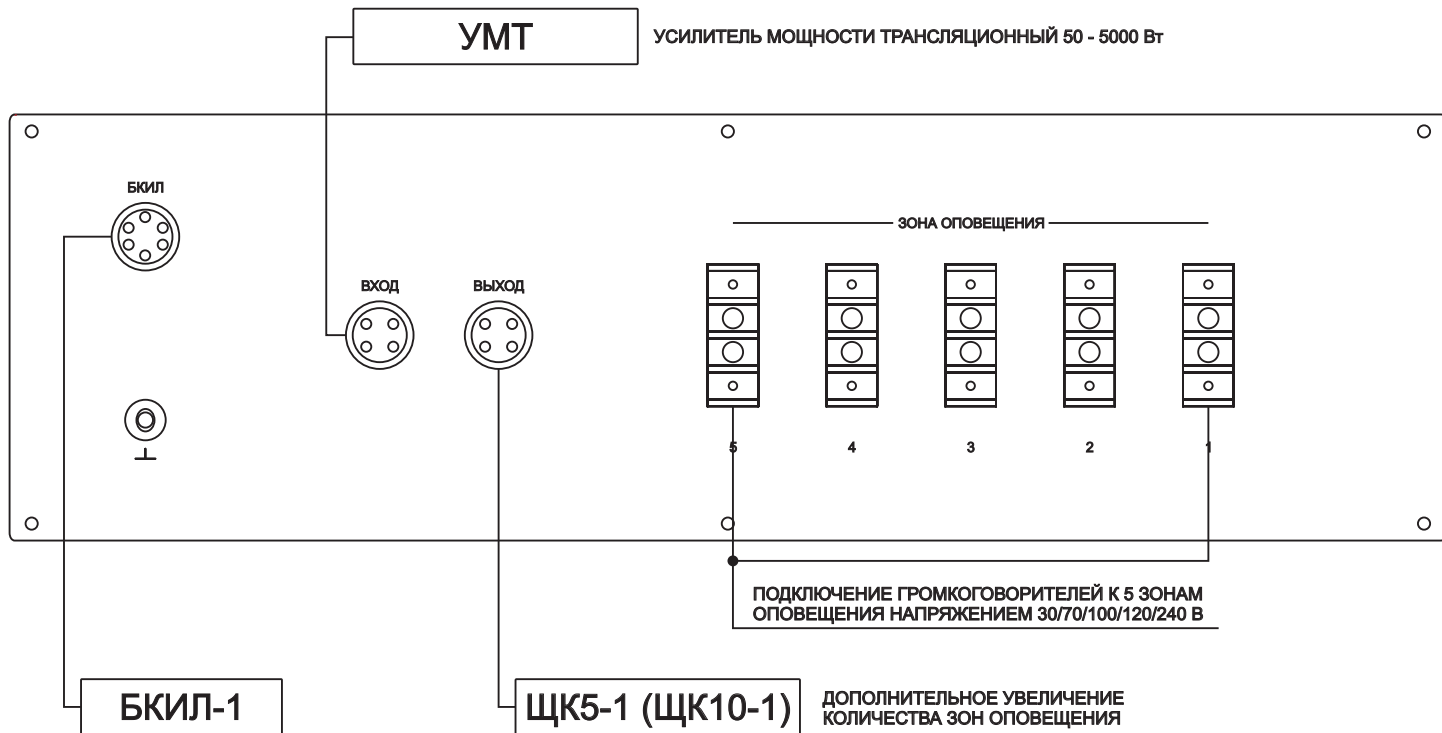 УМТ
УСИЛИТЕЛЬ МОЩНОСТИ ТРАНСЛЯЦИОННЫЙ 50 - 5000 Вт
БКИЛ
ЗОНА ОПОВЕЩЕНИЯ
ВХОД
ВЫХОД
5 4 3 2 1
ПОДКЛЮЧЕНИЕ ГРОМКОГОВОРИТЕЛЕЙ К 5 ЗОНАМ
ОПОВЕЩЕНИЯ НАПРЯЖЕНИЕМ 30/70/100/120/240 В
БКИЛ-1
ЩК5-1 (ЩК10-1)
ДОПОЛНИТЕЛЬНОЕ УВЕЛИЧЕНИЕ
КОЛИЧЕСТВА ЗОН ОПОВЕЩЕНИЯ